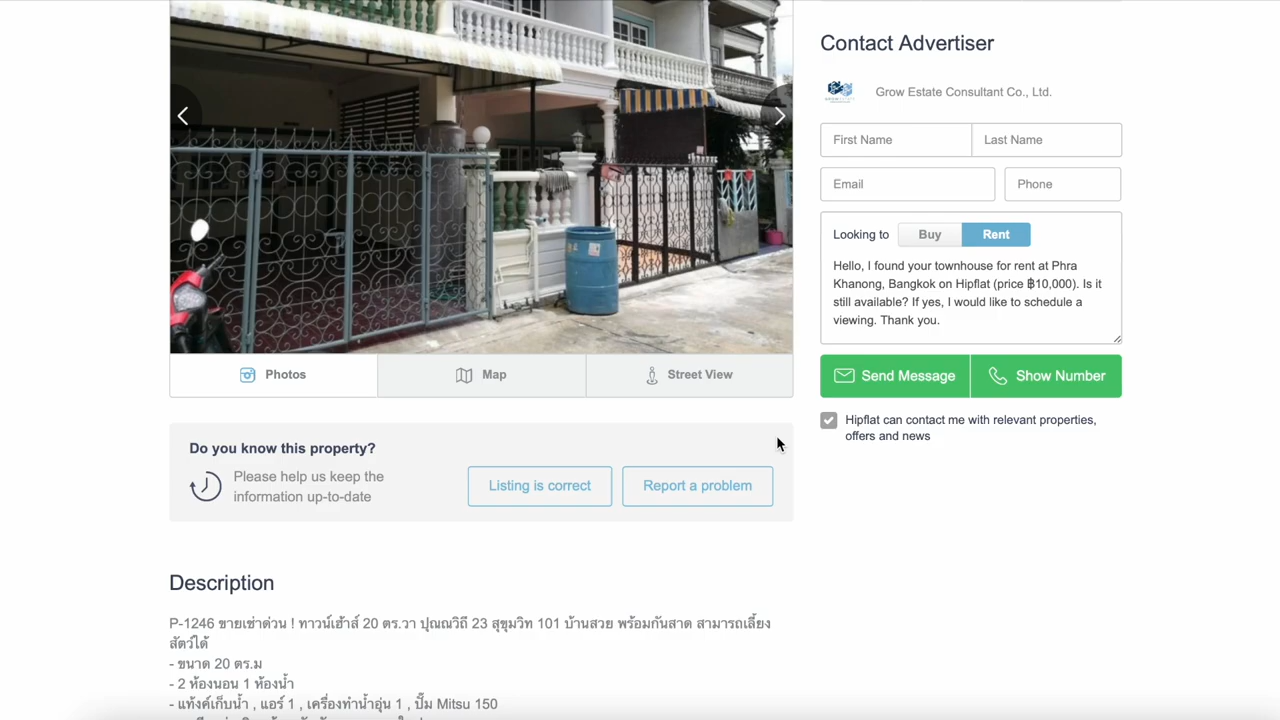 Contact Advertiser
GROW ESTATE
Grow Estate Consultant Co., Ltd.
First Name
Last Name
Email
Phone
Looking to
Buy
Rent
Hello, I found your townhouse for rent at Phra
Khanong, Bangkok on Hipflat (price ฿10,000). Is it
still available? If yes, I would like to schedule a
viewing. Thank you.
Send Message
Show Number
Hipflat can contact me with relevant properties,
offers and news
Photos
Map
Street View
Do you know this property?
Please help us keep the
information up-to-date
Listing is correct
Report a problem
Description
P-1246 ขายเช่าด่วน ! ทาวน์เฮ้าส์ 20 ตร.วา ปุณณวิถี 23 สุขุมวิท 101 บ้านสวย พร้อมกันสาด สามารถเลี้ยง
สัตว์ได้
- ขนาด 20 ตร.ม
- 2 ห้องนอน 1 ห้องน้ำ
- แท้งค์เก็บน้ำ , แอร์ 1 , เครื่องทำน้ำอุ่น 1 , ปั๊ม Mitsu 150